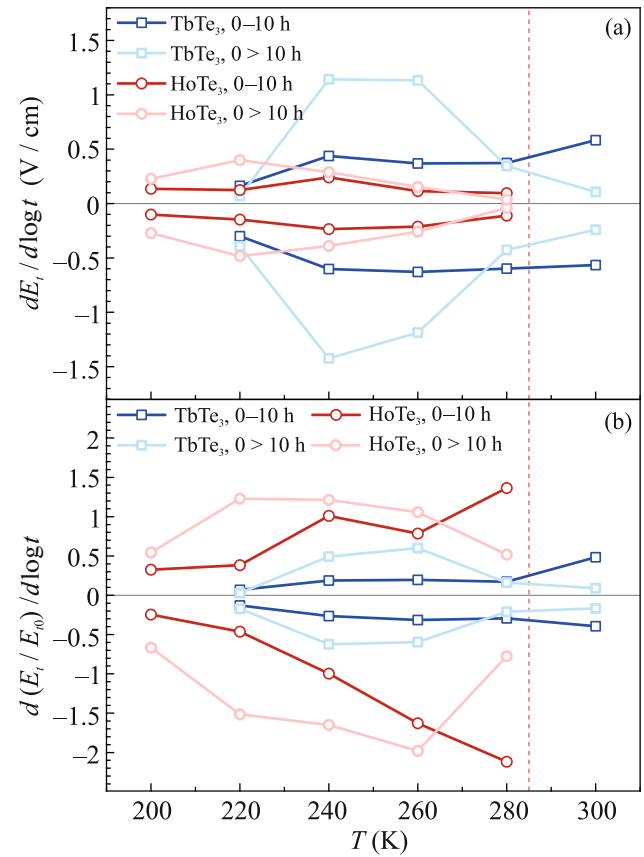 (a)
TbTe₃, 0–10 h
TbTe₃, 0 > 10 h
HoTe₃, 0–10 h
HoTe₃, 0 > 10 h
1.5
1
0.5
0
−0.5
−1
−1.5
dEₜ / dlogt (V / cm)
(b)
TbTe₃, 0–10 h HoTe₃, 0–10 h
TbTe₃, 0 > 10 h HoTe₃, 0 > 10 h
2
1.5
1
0.5
0
−0.5
−1
−1.5
−2
d (Eₜ / Eₜ₀) / dlogt
200 220 240 260 280 300
T (K)